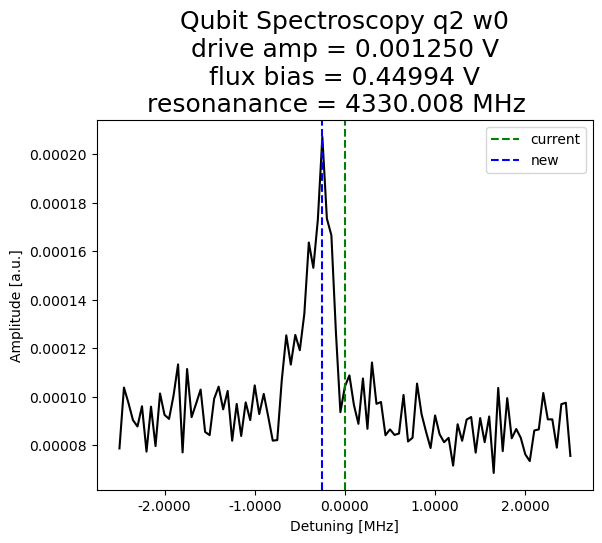 Qubit Spectroscopy q2 w0
drive amp = 0.001250 V
flux bias = 0.44994 V
resonanance = 4330.008 MHz
current
new
0.00020
0.00018
0.00016
0.00014
0.00012
0.00010
0.00008
Amplitude [a.u.]
-2.0000
-1.0000
0.0000
1.0000
2.0000
Detuning [MHz]